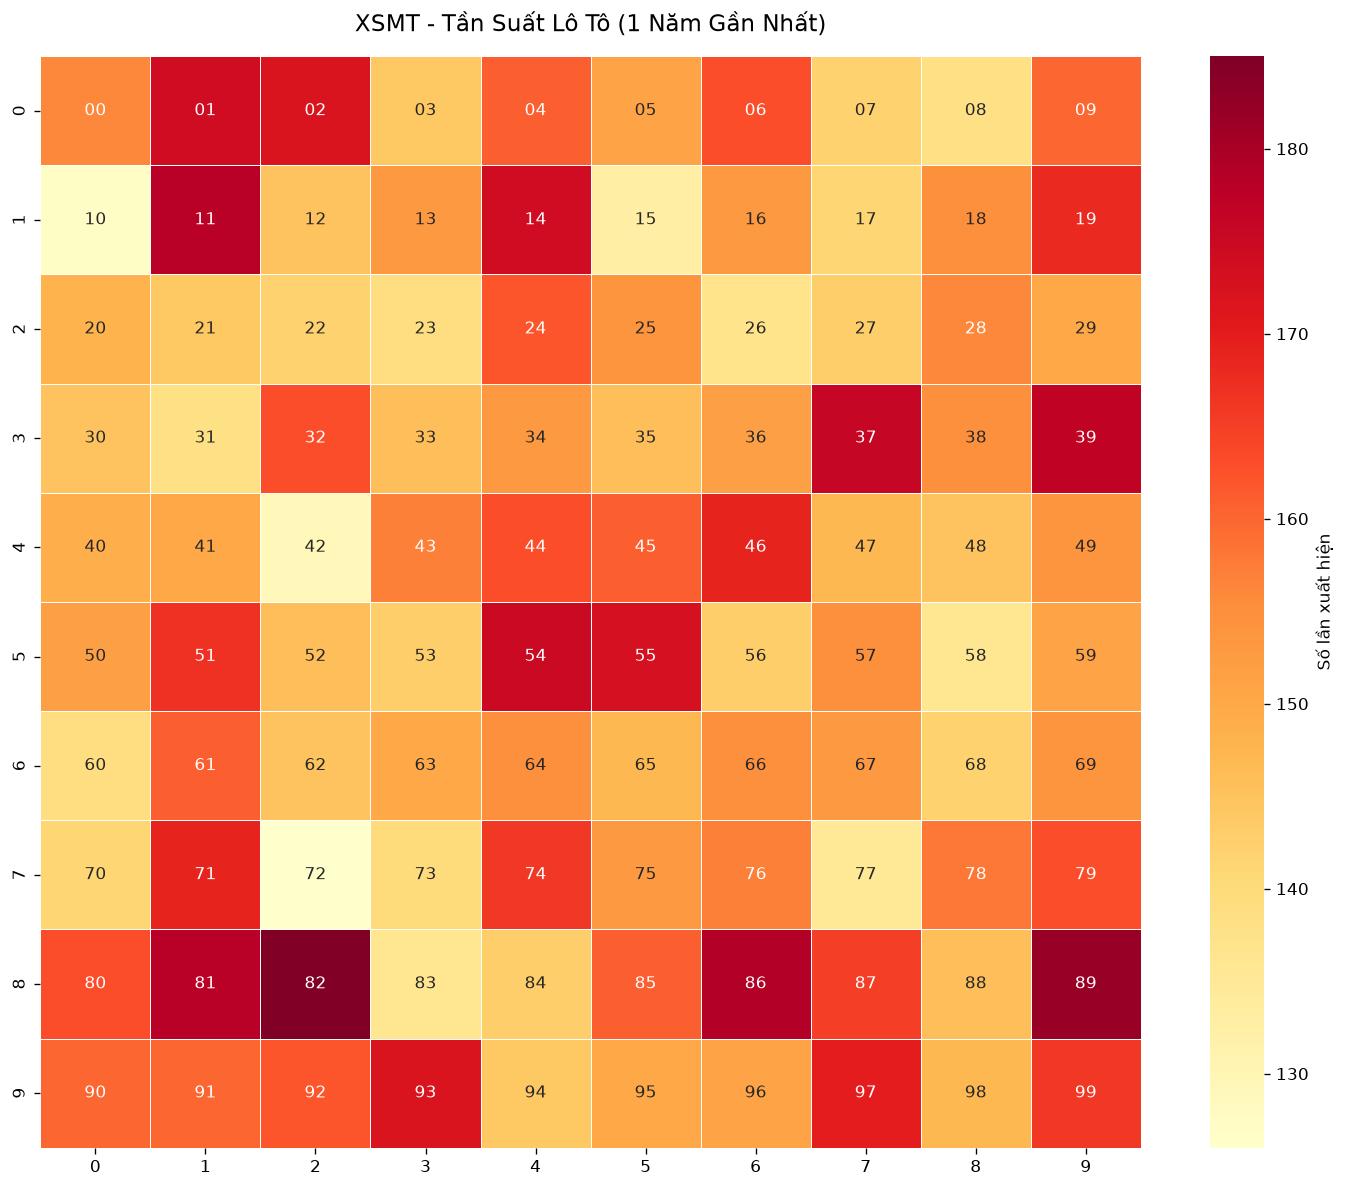 XSMT - Tần Suất Lô Tô (1 Năm Gần Nhất)
0 00 01 02 03 04 05 06 07 08 09
1 10 11 12 13 14 15 16 17 18 19
2 20 21 22 23 24 25 26 27 28 29
3 30 31 32 33 34 35 36 37 38 39
4 40 41 42 43 44 45 46 47 48 49
5 50 51 52 53 54 55 56 57 58 59
6 60 61 62 63 64 65 66 67 68 69
7 70 71 72 73 74 75 76 77 78 79
8 80 81 82 83 84 85 86 87 88 89
9 90 91 92 93 94 95 96 97 98 99
0 1 2 3 4 5 6 7 8 9
180
170
160
150
140
130
Số lần xuất hiện